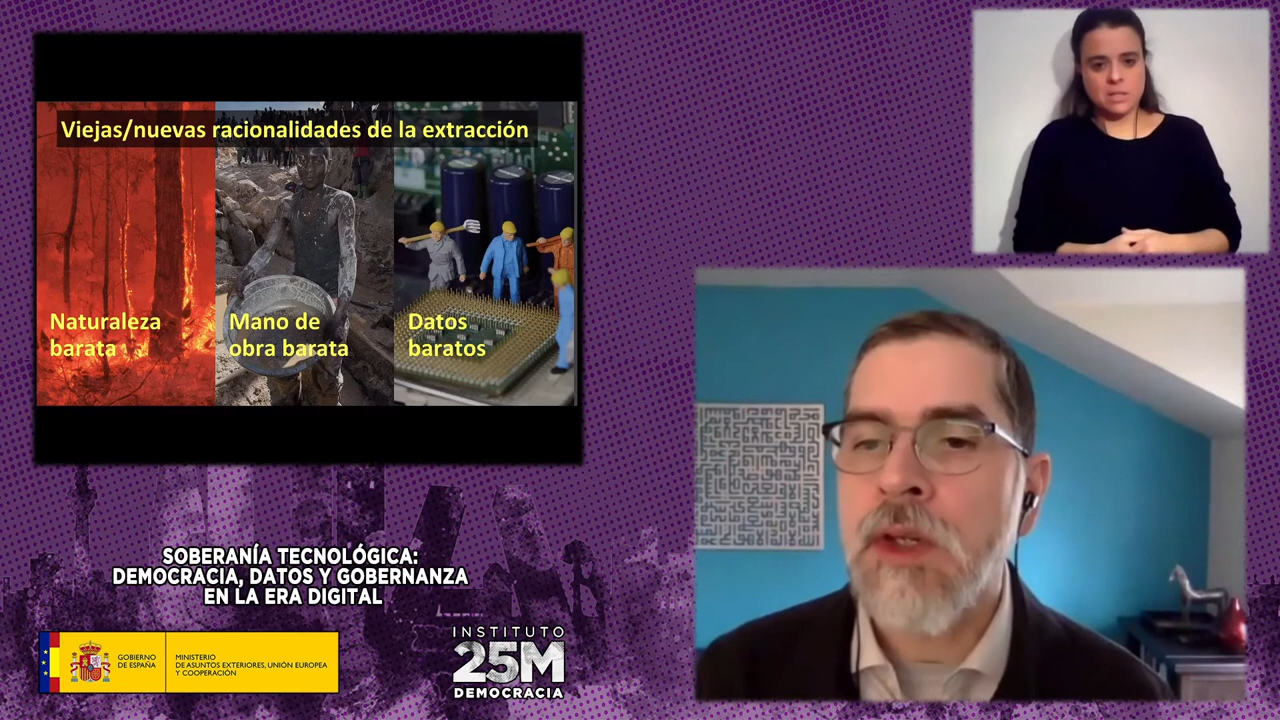 Viejas/nuevas racionalidades de la extracción
Naturaleza
barata
Mano de
obra barata
Datos
baratos
SOBERANÍA TECNOLÓGICA:
DEMOCRACIA, DATOS Y GOBERNANZA
EN LA ERA DIGITAL
GOBIERNO
DE ESPAÑA
MINISTERIO
DE ASUNTOS EXTERIORES, UNIÓN EUROPEA
Y COOPERACIÓN
INSTITUTO
25M
DEMOCRACIA